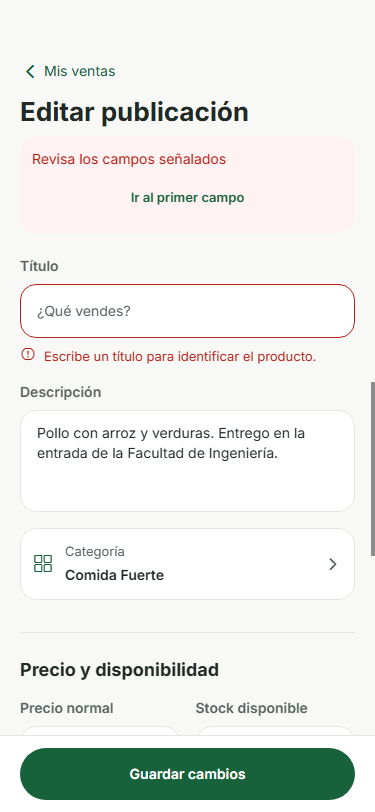 Mis ventas
Editar publicación
Revisa los campos señalados
Ir al primer campo
Título
¿Qué vendes?
Escribe un título para identificar el producto.
Descripción
Pollo con arroz y verduras. Entrego en la
entrada de la Facultad de Ingeniería.
Categoría
Comida Fuerte
Precio y disponibilidad
Precio normal
Stock disponible
Guardar cambios